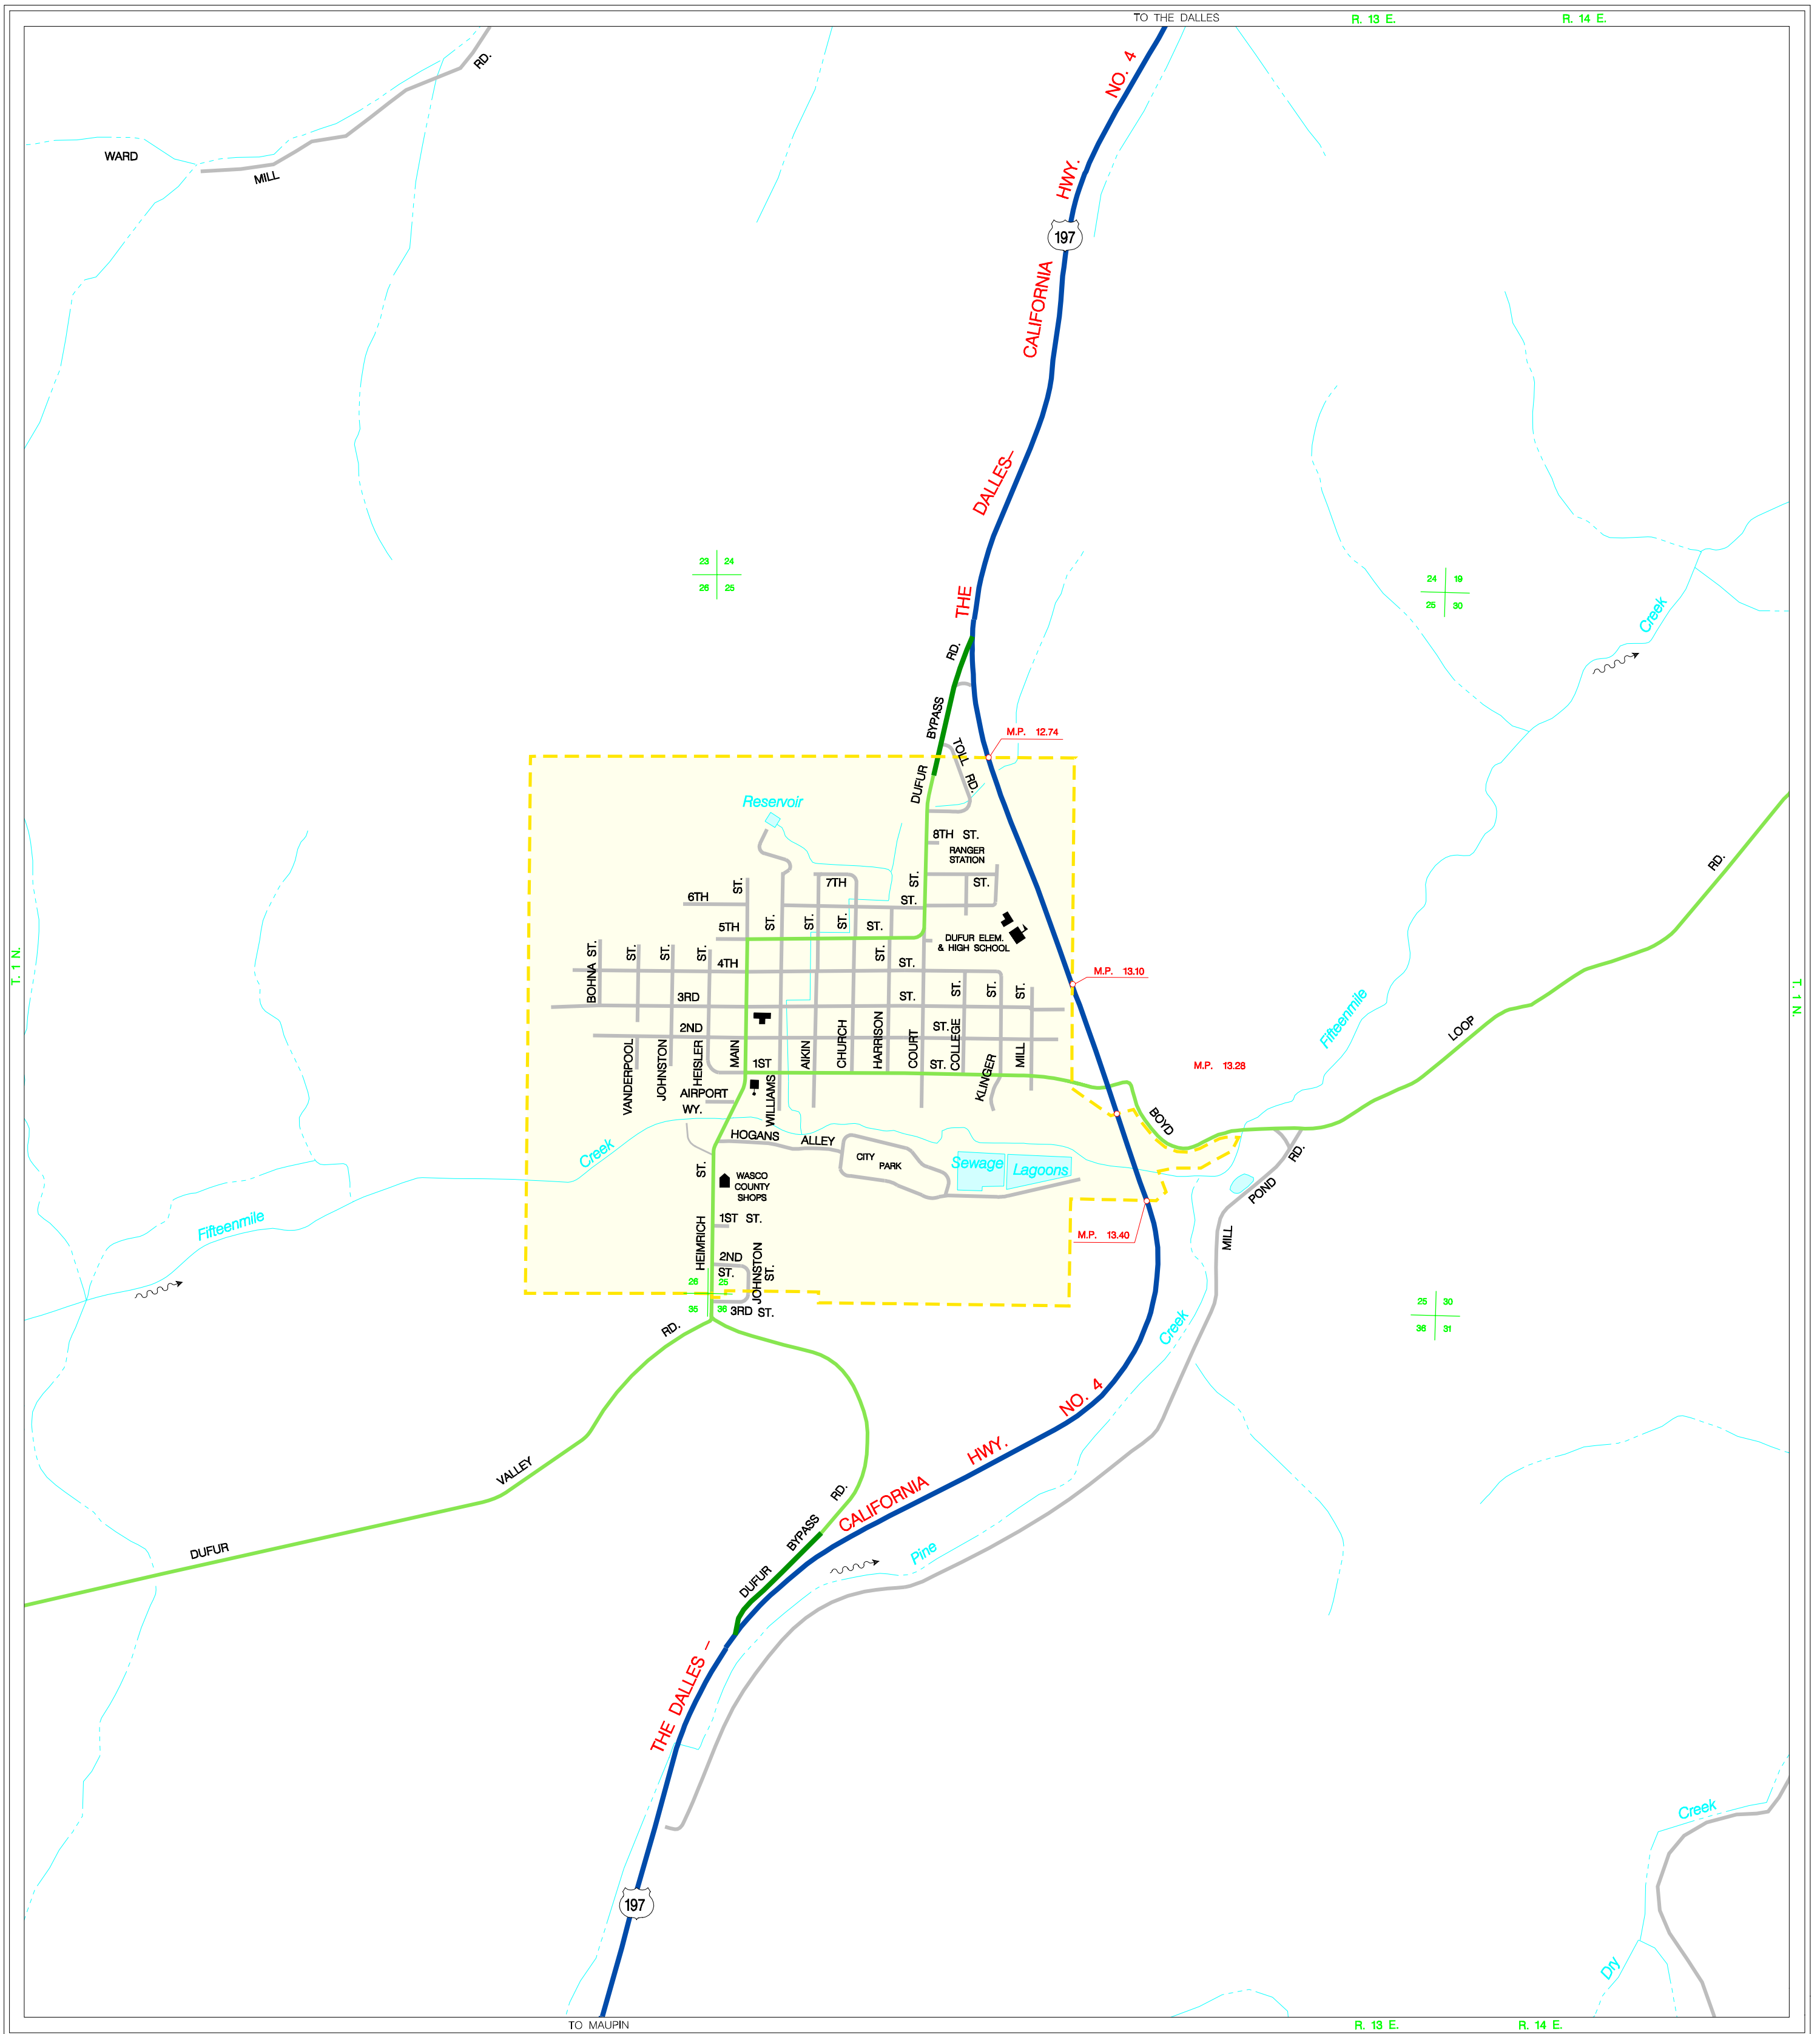 TO THE DALLES
R. 13 E.
R. 14 E.
NO. 4
RD.
WARD
MILL
HWY.
197
CALIFORNIA
DALLES–
23 24
26 25
24 19
25 30
THE
Creek
RD.
BYPASS
DUFUR
M.P. 12.74
TOLL RD.
Reservoir
8TH ST.
RANGER
STATION
RD.
7TH
ST.
6TH
ST.
ST.
ST.
5TH
ST.
ST.
ST.
ST.
DUFUR ELEM.
& HIGH SCHOOL
T. 1 N.
T. 1 N.
BOHNA ST.
ST.
ST.
ST.
ST.
4TH
ST.
M.P. 13.10
3RD
ST.
ST.
ST.
ST.
2ND
ST.
Fifteenmile
LOOP
VANDERPOOL
JOHNSTON
HEISLER
MAIN
1ST
ST.
WILLIAMS
AIKIN
CHURCH
HARRISON
COURT
COLLEGE
KLINGER
MILL
M.P. 13.28
AIRPORT
WY.
BOYD
HOGANS ALLEY
Creek
CITY
PARK
Sewage Lagoons
RD.
POND
MILL
ST.
WASCO
COUNTY
SHOPS
Fifteenmile
HEIMRICH
1ST ST.
M.P. 13.40
2ND
ST.
JOHNSTON
ST.
26 25
35 36
3RD ST.
25 30
36 31
RD.
Creek
NO. 4
HWY.
VALLEY
RD.
CALIFORNIA
BYPASS
DUFUR
Pine
DUFUR
THE DALLES –
Creek
197
Dry
TO MAUPIN
R. 13 E.
R. 14 E.